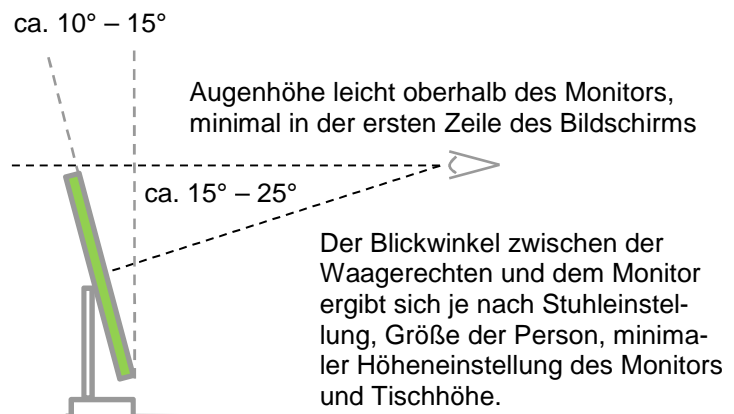 ca. 10° – 15°
Augenhöhe leicht oberhalb des Monitors,
minimal in der ersten Zeile des Bildschirms
ca. 15° – 25°
Der Blickwinkel zwischen der
Waagerechten und dem Monitor
ergibt sich je nach Stuhleinstel-
lung, Größe der Person, minima-
ler Höheneinstellung des Monitors
und Tischhöhe.